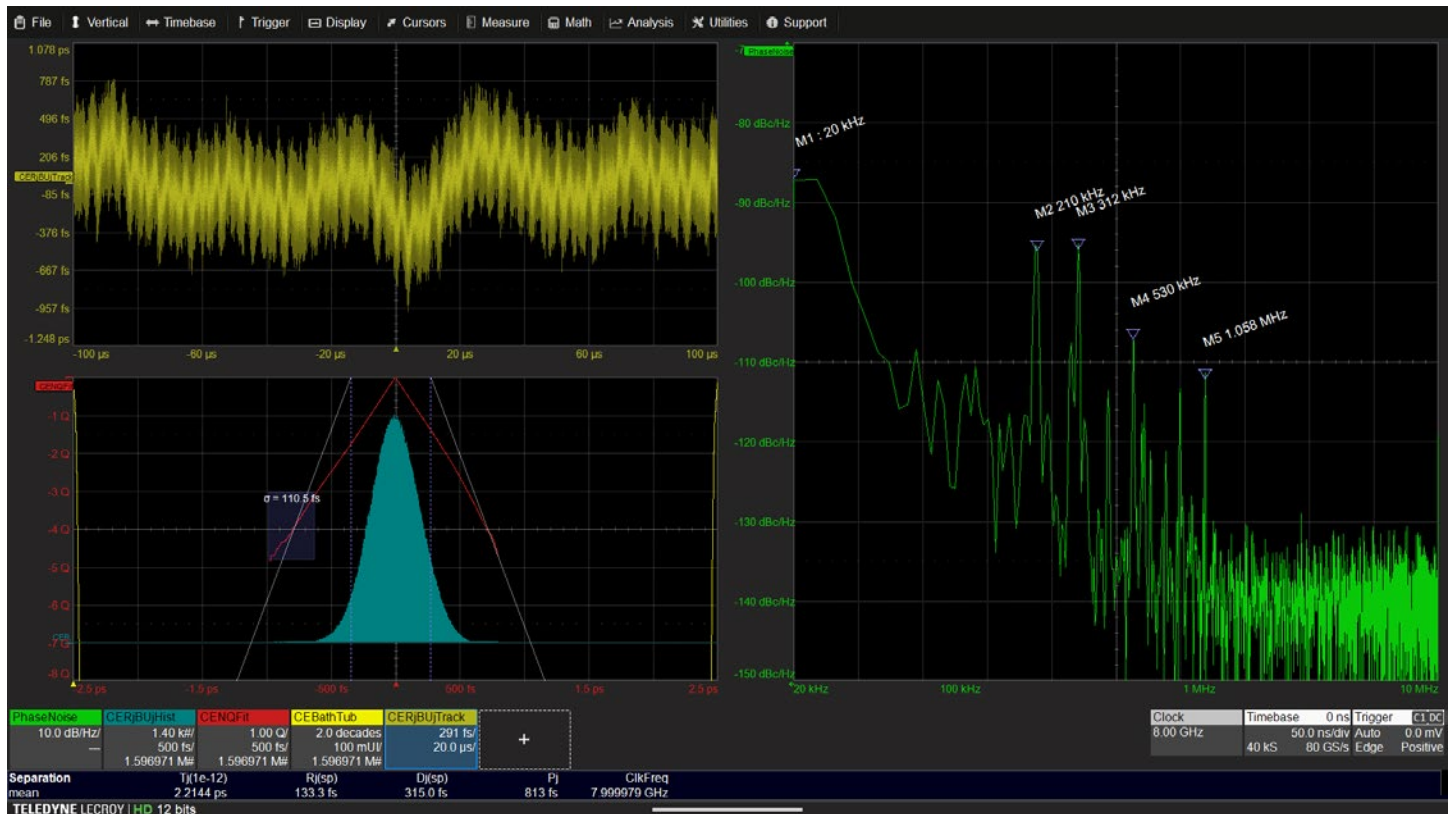 File Vertical Timebase Trigger Display Cursors Measure Math Analysis Utilities Support
1.078 ps
787 fs
496 fs
206 fs
CERjBUjTrack
-85 fs
-376 fs
-667 fs
-957 fs
-1.248 ps
-100 µs -60 µs -20 µs 20 µs 60 µs 100 µs
CENQFit
-1 Q
-2 Q
-3 Q
-4 Q
-5 Q
-6 Q
-7 Q
-8 Q
σ = 110.5 fs
-2.5 ps -1.5 ps -500 fs 500 fs 1.5 ps 2.5 ps
PhaseNoise
-80 dBc/Hz
-90 dBc/Hz
-100 dBc/Hz
-110 dBc/Hz
-120 dBc/Hz
-130 dBc/Hz
-140 dBc/Hz
-150 dBc/Hz
M1 : 20 kHz
M2 210 kHz
M3 312 kHz
M4 530 kHz
M5 1.058 MHz
20 kHz 100 kHz 1 MHz 10 MHz
PhaseNoise CERjBUjHist CENQFit CEBathTub CERjBUjTrack
10.0 dB/Hz/ 1.40 k#/ 1.00 Q/ 2.0 decades 291 fs/
--- 500 fs/ 500 fs/ 100 mUI/ 20.0 µs/
1.596971 M# 1.596971 M# 1.596971 M#
+
Clock
8.00 GHz
Timebase 0 ns
50.0 ns/div
40 kS 80 GS/s
Trigger C1 DC
Auto 0.0 mV
Edge Positive
Separation Tj(1e-12) Rj(sp) Dj(sp) Pj ClkFreq
mean 2.2144 ps 133.3 fs 315.0 fs 813 fs 7.999979 GHz
TELEDYNE LECROY | HD 12 bits